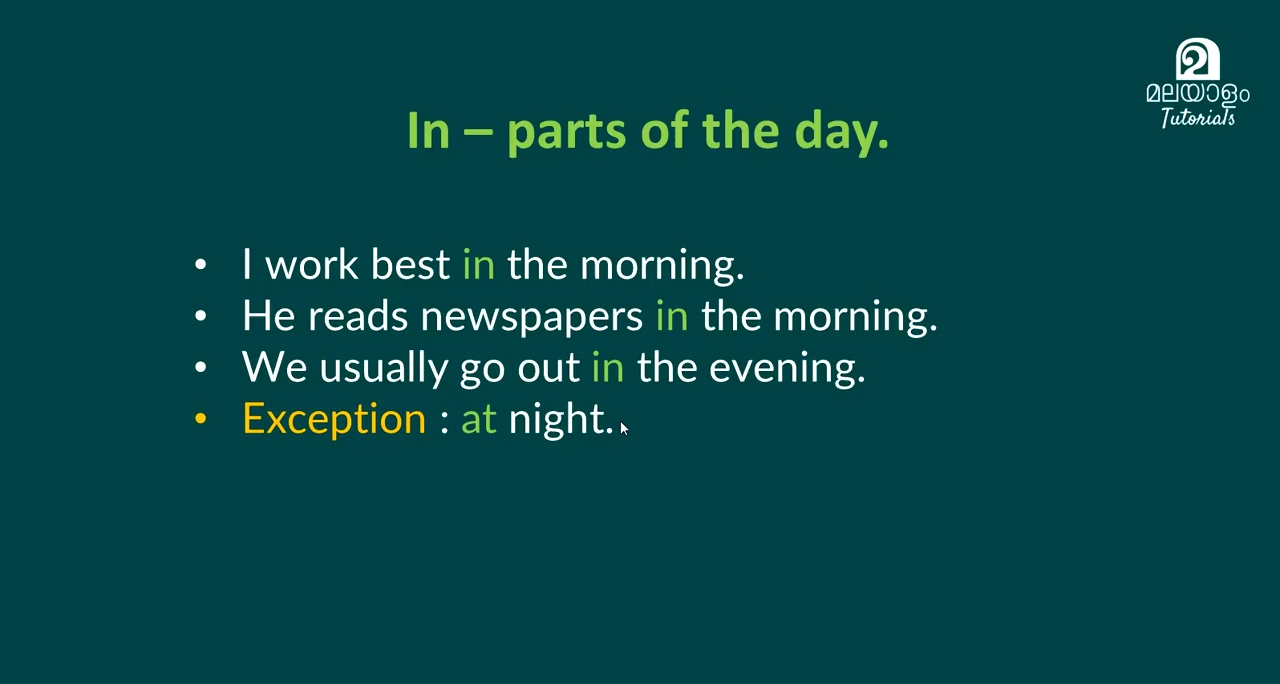 മലയാളം
Tutorials
In – parts of the day.
• I work best in the morning.
• He reads newspapers in the morning.
• We usually go out in the evening.
• Exception : at night.